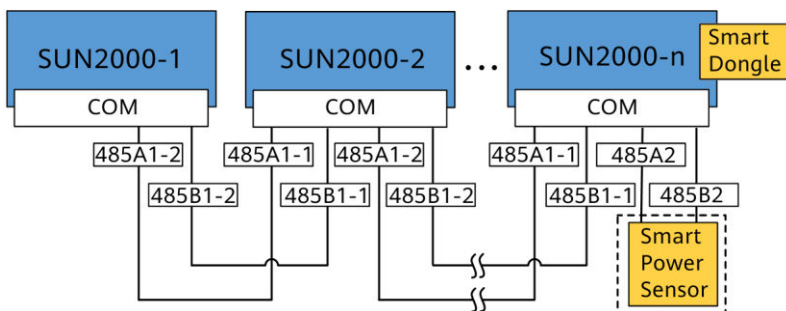 SUN2000-1
SUN2000-2
...
SUN2000-n
Smart
Dongle
COM
COM
COM
485A1-2
485A1-1
485A1-2
485A1-1
485A2
485B1-2
485B1-1
485B1-2
485B1-1
485B2
Smart
Power
Sensor